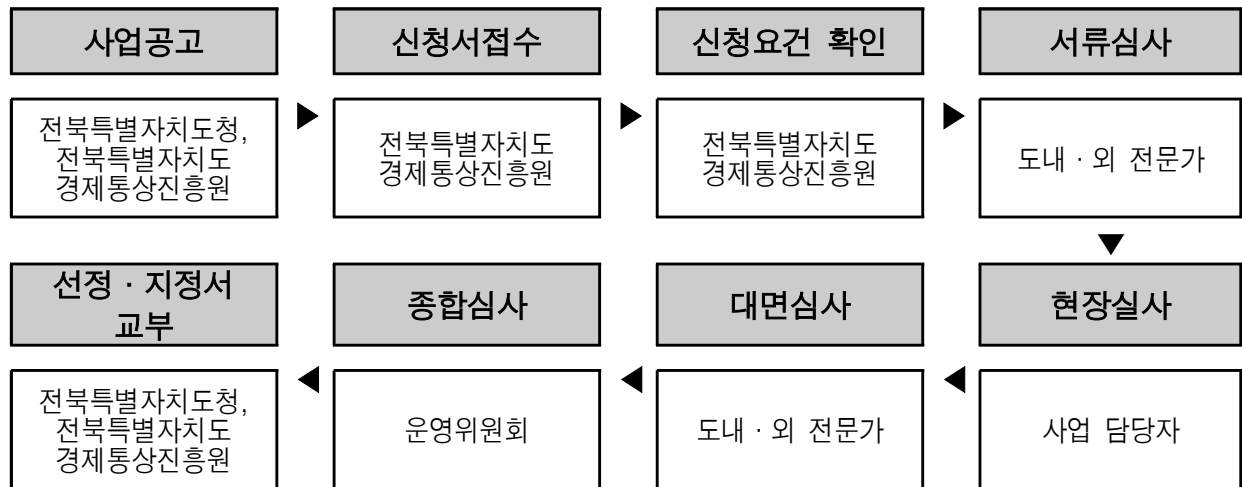 사업공고
신청서접수
신청요건 확인
서류심사
전북특별자치도청,
전북특별자치도
경제통상진흥원
전북특별자치도
경제통상진흥원
전북특별자치도
경제통상진흥원
도내 · 외 전문가
▶
▶
▶
▼
선정 · 지정서
교부
종합심사
대면심사
현장실사
전북특별자치도청,
전북특별자치도
경제통상진흥원
운영위원회
도내 · 외 전문가
사업 담당자
◀
◀
◀